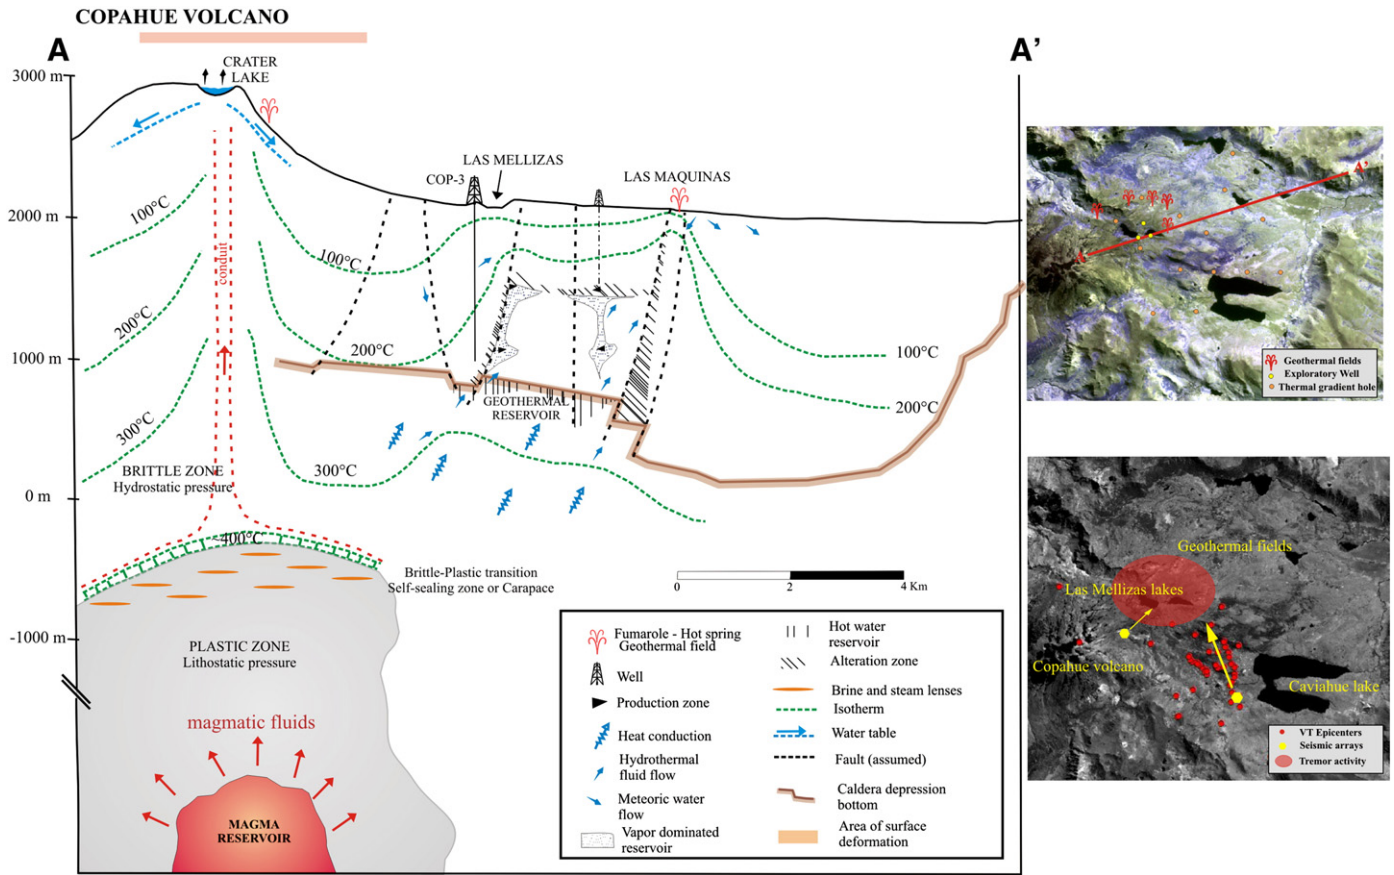 COPAHUE VOLCANO
A
A'
CRATER
LAKE
3000 m
2000 m
1000 m
0 m
-1000 m
LAS MELLIZAS
COP-3
LAS MAQUINAS
100°C
200°C
300°C
conduit
100°C
200°C
300°C
100°C
200°C
GEOTHERMAL
RESERVOIR
BRITTLE ZONE
Hydrostatic pressure
400°C
Brittle-Plastic transition
Self-sealing zone or Carapace
0
2
4 Km
PLASTIC ZONE
Lithostatic pressure
magmatic fluids
MAGMA
RESERVOIR
Fumarole - Hot spring
Geothermal field
Well
Production zone
Heat conduction
Hydrothermal
fluid flow
Meteoric water
flow
Vapor dominated
reservoir
Hot water
reservoir
Alteration zone
Brine and steam lenses
Isotherm
Water table
Fault (assumed)
Caldera depression
bottom
Area of surface
deformation
A
A'
Geothermal fields
Exploratory Well
Thermal gradient hole
Geothermal fields
Las Mellizas lakes
Copahue volcano
Caviahue lake
VT Epicenters
Seismic arrays
Tremor activity